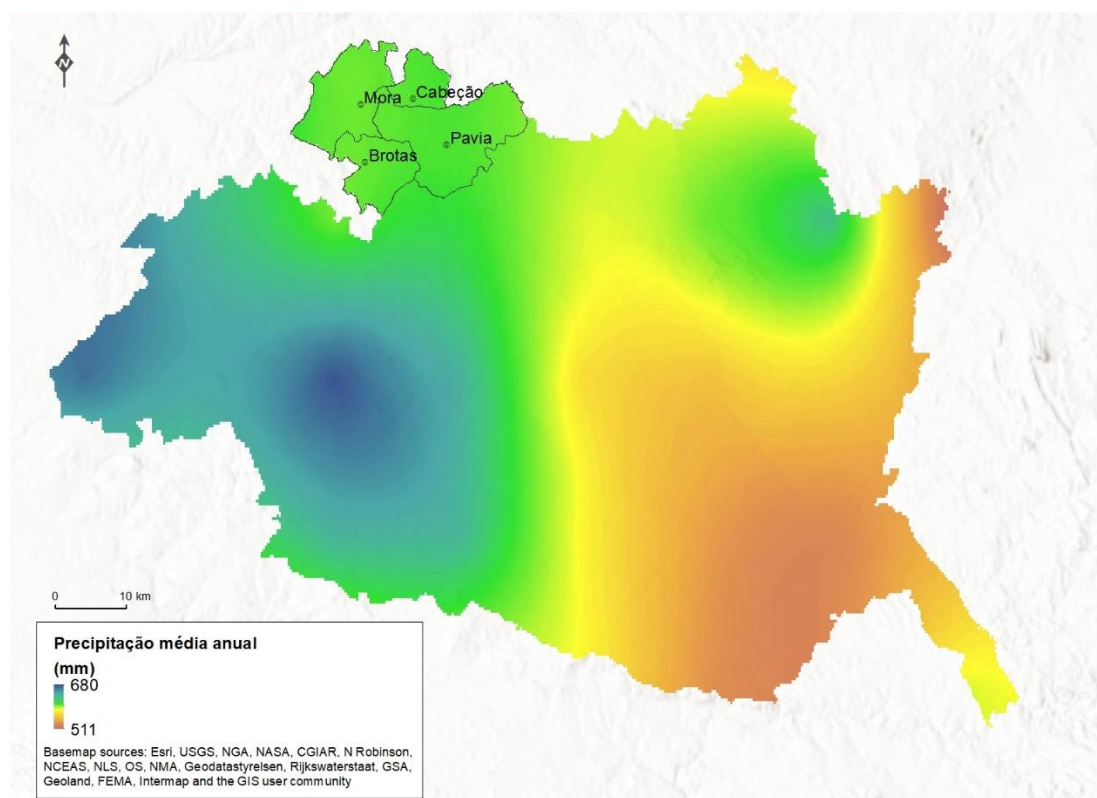 N
Mora
Cabeção
Pavia
Brotas
0 10 km
Precipitação média anual
(mm)
680
511
Basemap sources: Esri, USGS, NGA, NASA, CGIAR, N Robinson,
NCEAS, NLS, OS, NMA, Geodatastyrelsen, Rijkswaterstaat, GSA,
Geoland, FEMA, Intermap and the GIS user community